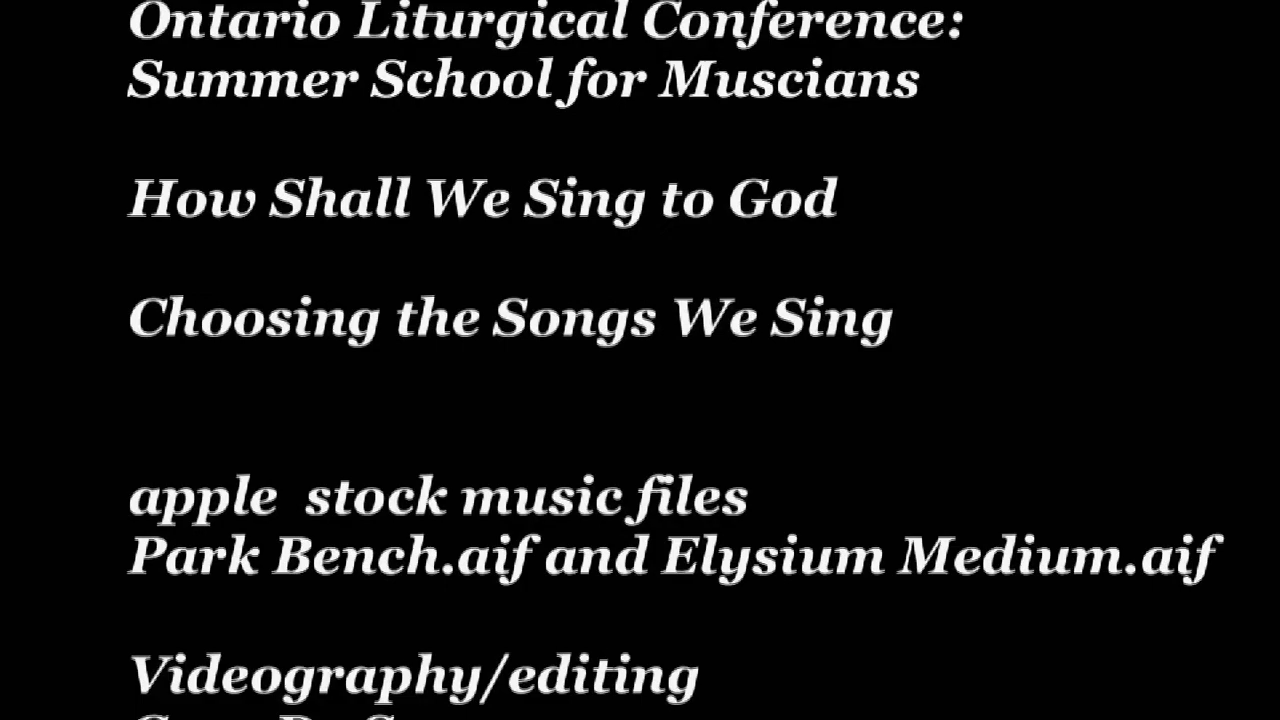 Ontario Liturgical Conference:
Summer School for Muscians
How Shall We Sing to God
Choosing the Songs We Sing
apple  stock music files
Park Bench.aif and Elysium Medium.aif
Videography/editing